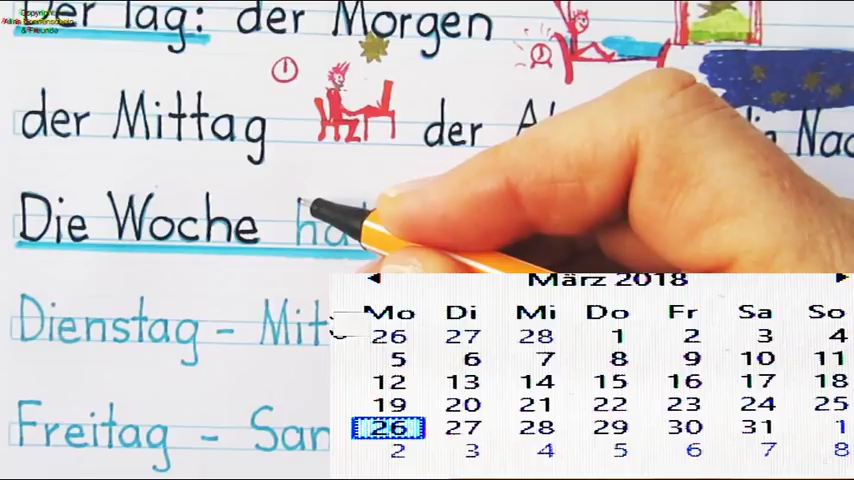 Copyright:
& Freunde
Der Tag: der Morgen
der Mittag der
Die Woche
Dienstag -
Freitag -
März 2018
Mo Di Mi Do Fr Sa So
26 27 28 1 2 3 4
5 6 7 8 9 10 11
12 13 14 15 16 17 18
19 20 21 22 23 24 25
26 27 28 29 30 31 1
2 3 4 5 6 7 8